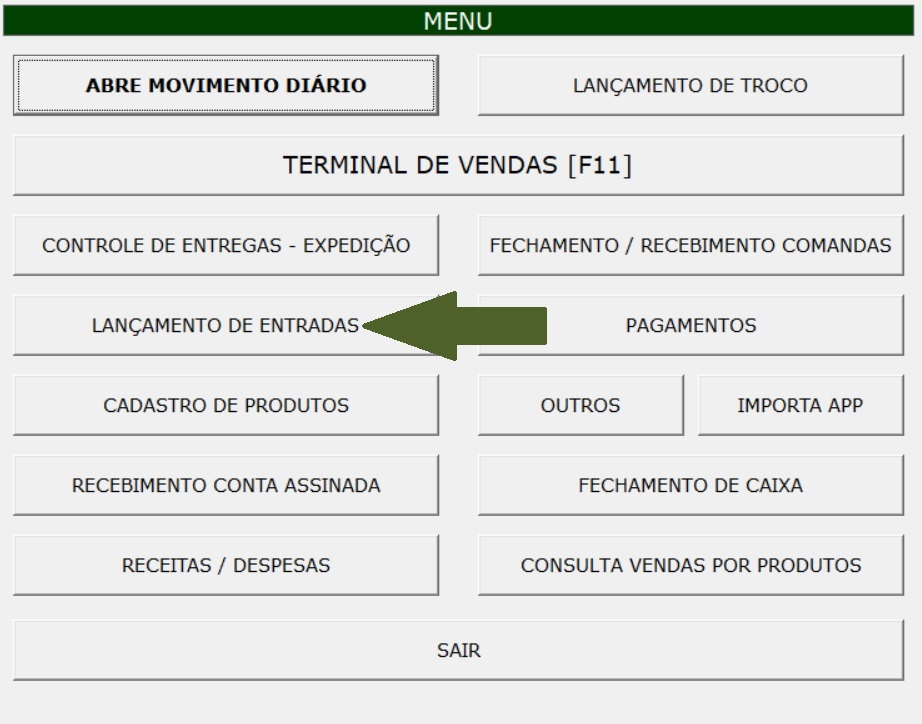 MENU
ABRE MOVIMENTO DIÁRIO
LANÇAMENTO DE TROCO
TERMINAL DE VENDAS [F11]
CONTROLE DE ENTREGAS - EXPEDIÇÃO
FECHAMENTO / RECEBIMENTO COMANDAS
LANÇAMENTO DE ENTRADAS
PAGAMENTOS
CADASTRO DE PRODUTOS
OUTROS
IMPORTA APP
RECEBIMENTO CONTA ASSINADA
FECHAMENTO DE CAIXA
RECEITAS / DESPESAS
CONSULTA VENDAS POR PRODUTOS
SAIR